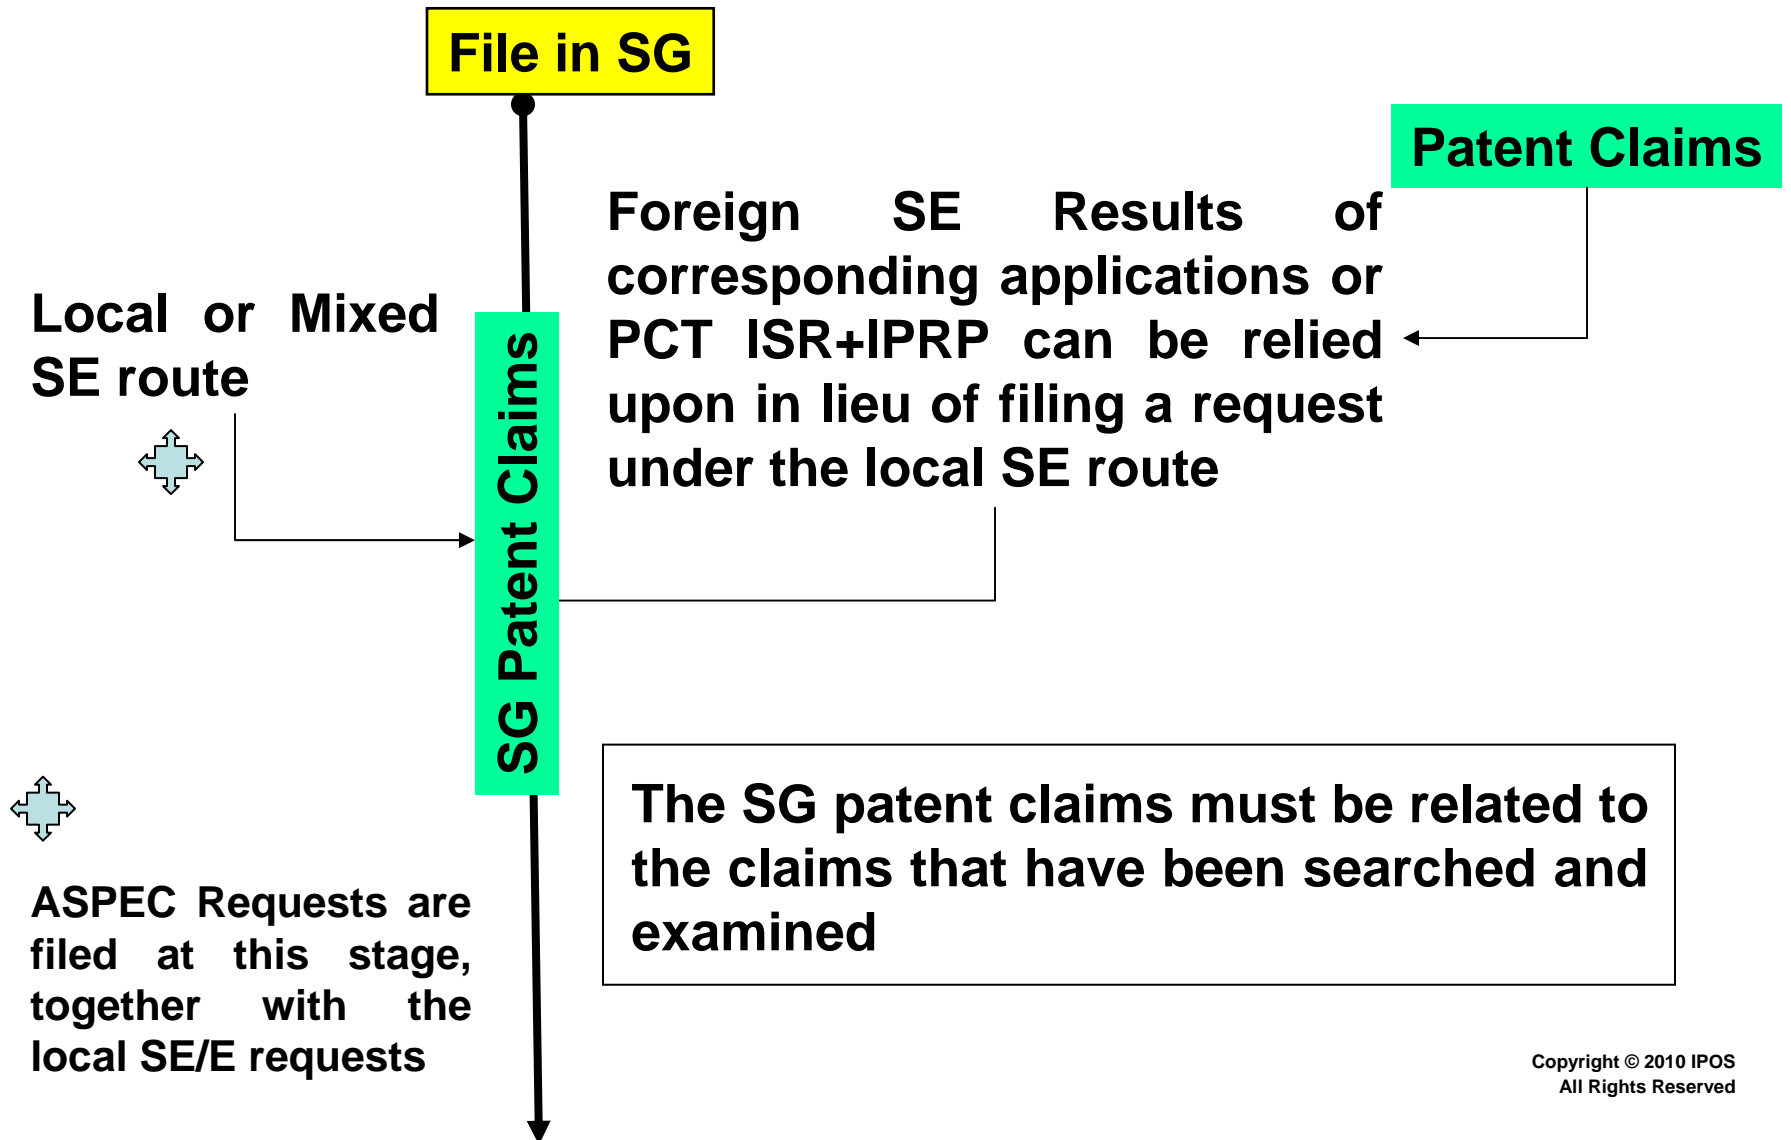 File in SG
Patent Claims
Foreign SE Results of
corresponding applications or
PCT ISR+IPRP can be relied
upon in lieu of filing a request
under the local SE route
Local or Mixed
SE route
SG Patent Claims
The SG patent claims must be related to
the claims that have been searched and
examined
ASPEC Requests are
filed at this stage,
together with the
local SE/E requests
Copyright © 2010 IPOS
All Rights Reserved